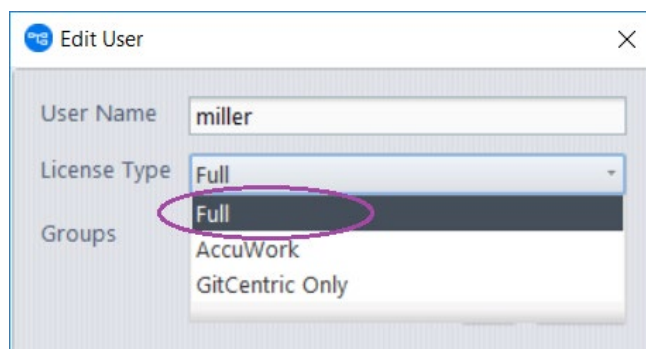 Edit User
User Name miller
License Type Full
Full
Groups
AccuWork
GitCentric Only